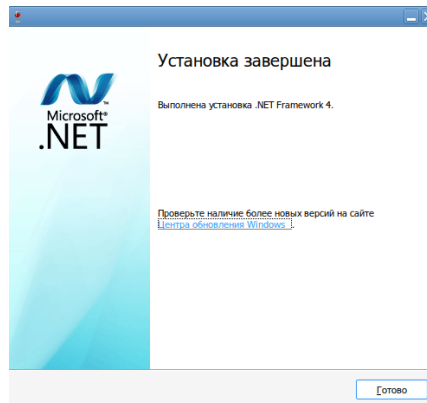 Установка завершена
Microsoft®
.NET
Выполнена установка .NET Framework 4.
Проверьте наличие более новых версий на сайте
Центра обновления Windows .
Готово